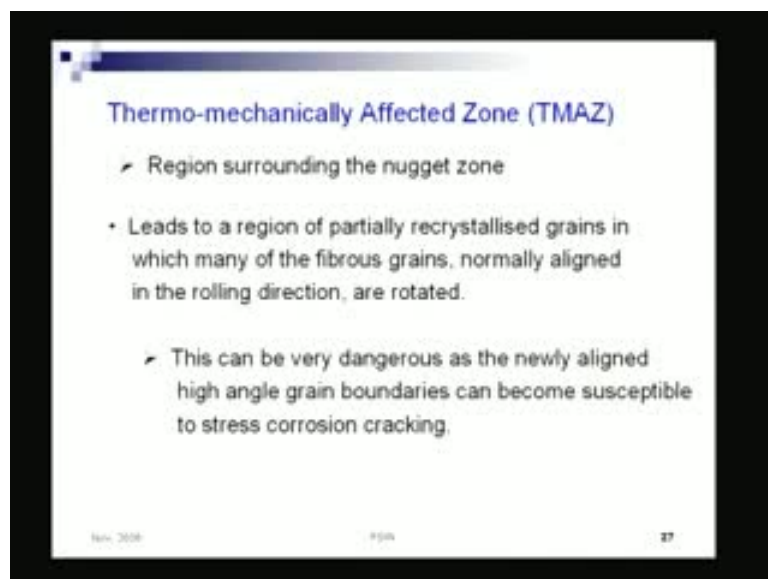 Thermo-mechanically Affected Zone (TMAZ)
Region surrounding the nugget zone
Leads to a region of partially recrystallised grains in
which many of the fibrous grains, normally aligned
in the rolling direction, are rotated.
This can be very dangerous as the newly aligned
high angle grain boundaries can become susceptible
to stress corrosion cracking.
27